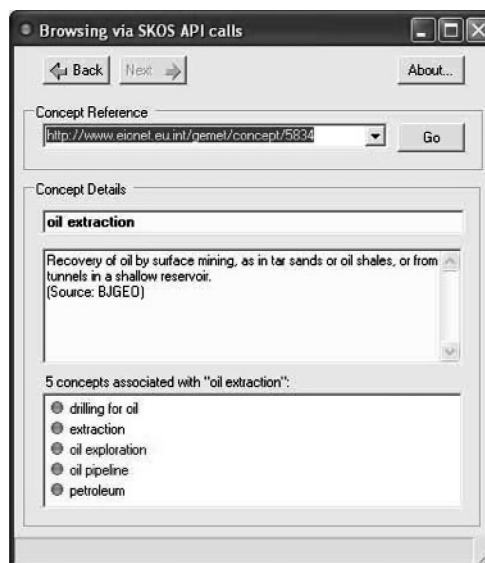 Browsing via SKOS API calls
Back
Next
About...
Concept Reference
http://www.eionet.eu.int/gemet/concept/5834
Go
Concept Details
oil extraction
Recovery of oil by surface mining, as in tar sands or oil shales, or from
tunnels in a shallow reservoir.
(Source: BJGEO)
5 concepts associated with "oil extraction":
drilling for oil
extraction
oil exploration
oil pipeline
petroleum